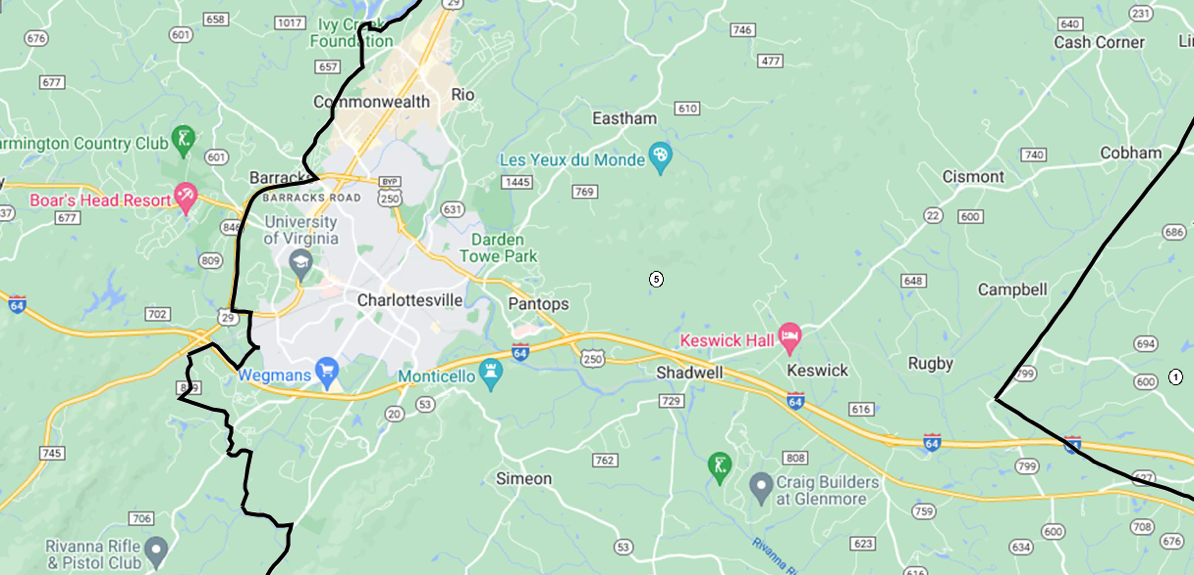 29
658
1017
Ivy Creek
Foundation
676
601
657
677
746
477
640
231
Cash Corner
Commonwealth
Rio
610
Eastham
Farmington Country Club
601
Les Yeux du Monde
740
Cobham
Barracks
BYP
250
1445
769
Cismont
Boar's Head Resort
677
BARRACKS ROAD
631
22
600
846
University
of Virginia
686
809
Darden
Towe Park
5
648
Campbell
64
702
29
Charlottesville
Pantops
Keswick Hall
694
64
250
Shadwell
Keswick
Rugby
799
600
1
Wegmans
Monticello
729
64
616
20
53
745
762
808
64
64
799
627
Simeon
Craig Builders
at Glenmore
759
706
600
708
676
Rivanna Rifle
& Pistol Club
53
623
634
616